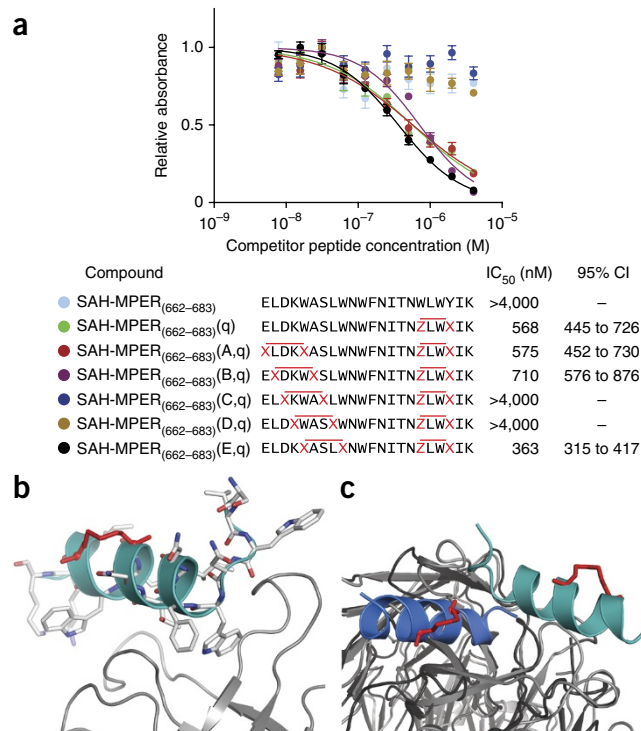 a
Relative absorbance
1.0
0.5
0
10⁻⁹ 10⁻⁸ 10⁻⁷ 10⁻⁶ 10⁻⁵
Competitor peptide concentration (M)
Compound IC₅₀ (nM) 95% CI
SAH-MPER₍₆₆₂₋₆₈₃₎ ELDKWASLWNWFNITNWLWYIK >4,000 –
SAH-MPER₍₆₆₂₋₆₈₃₎(q) ELDKWASLWNWFNITNZLWXIK 568 445 to 726
SAH-MPER₍₆₆₂₋₆₈₃₎(A,q) XLDKXASLWNWFNITNZLWXIK 575 452 to 730
SAH-MPER₍₆₆₂₋₆₈₃₎(B,q) EXDKWXSLWNWFNITNZLWXIK 710 576 to 876
SAH-MPER₍₆₆₂₋₆₈₃₎(C,q) ELXKWAXLWNWFNITNZLWXIK >4,000 –
SAH-MPER₍₆₆₂₋₆₈₃₎(D,q) ELDXWASXWNWFNITNZLWXIK >4,000 –
SAH-MPER₍₆₆₂₋₆₈₃₎(E,q) ELDKXASLXNWFNITNZLWXIK 363 315 to 417
b
c